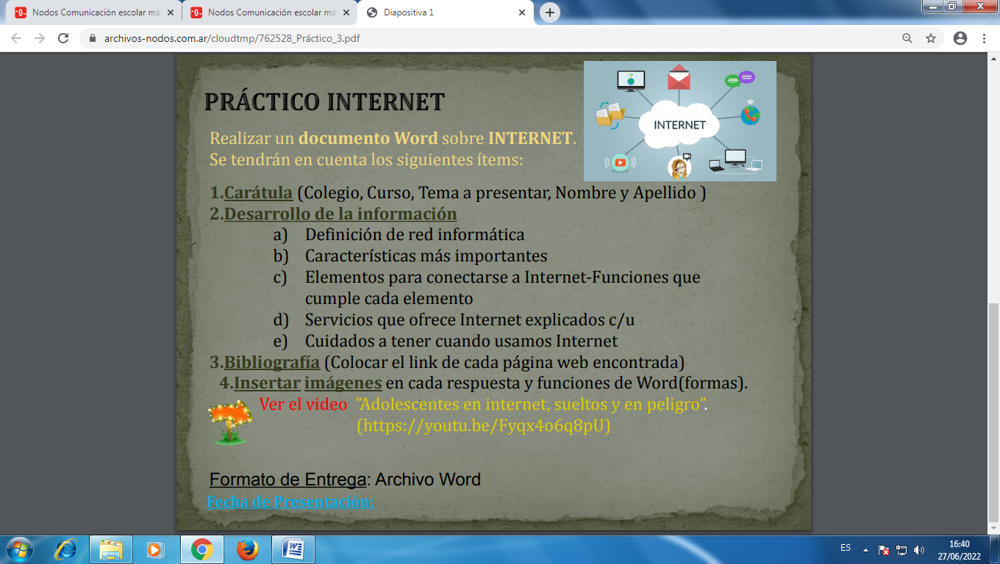 Nodos Comunicación escolar má
Nodos Comunicación escolar má
Diapositiva 1
archivos-nodos.com.ar/cloudtmp/762528_Práctico_3.pdf
PRÁCTICO INTERNET
INTERNET
Realizar un documento Word sobre INTERNET.
Se tendrán en cuenta los siguientes ítems:
1.Carátula (Colegio, Curso, Tema a presentar, Nombre y Apellido )
2.Desarrollo de la información
a) Definición de red informática
b) Características más importantes
c) Elementos para conectarse a Internet-Funciones que
cumple cada elemento
d) Servicios que ofrece Internet explicados c/u
e) Cuidados a tener cuando usamos Internet
3.Bibliografía (Colocar el link de cada página web encontrada)
4.Insertar imágenes en cada respuesta y funciones de Word(formas).
Ver el video ”Adolescentes en internet, sueltos y en peligro”.
(https://youtu.be/Fyqx4o6q8pU)
Formato de Entrega: Archivo Word
Fecha de Presentación:
ES
16:40
27/06/2022